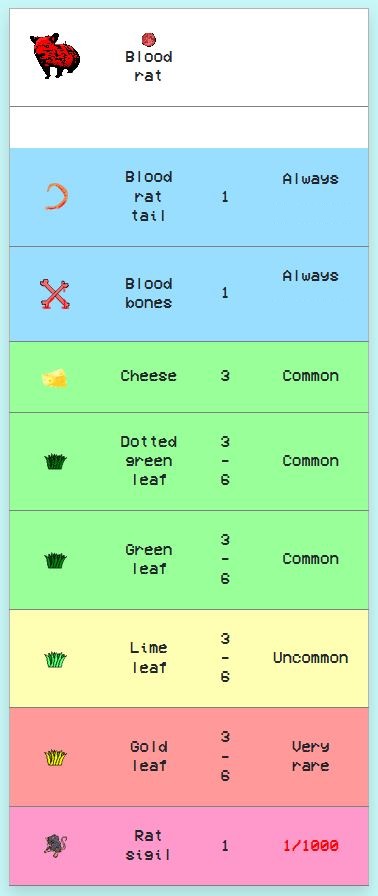 Blood
rat
Blood
rat
tail
1
Always
Blood
bones
1
Always
Cheese
3
Common
Dotted
green
leaf
3
-
6
Common
Green
leaf
3
-
6
Common
Lime
leaf
3
-
6
Uncommon
Gold
leaf
3
-
6
Very
rare
Rat
sigil
1
1/1000